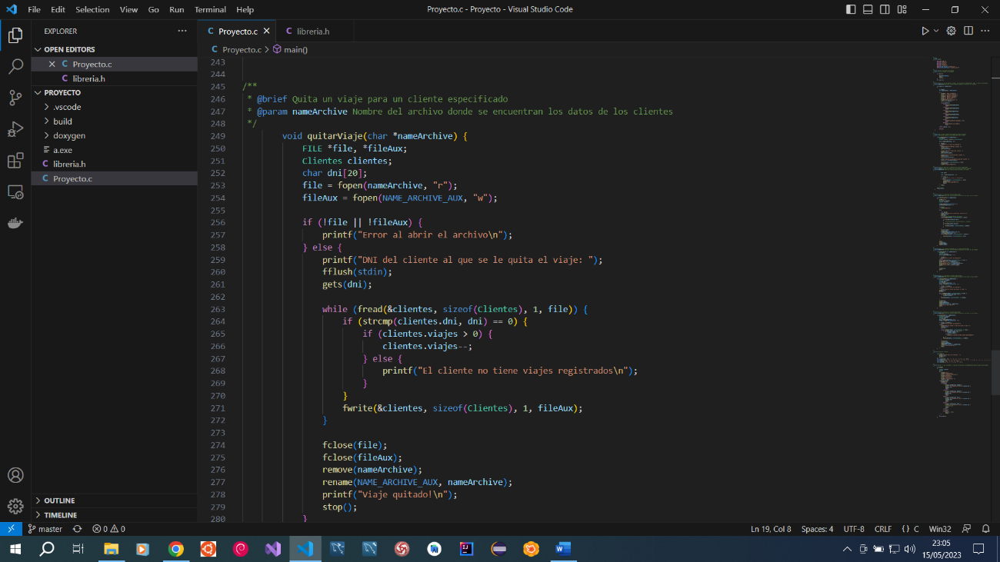 File Edit Selection View Go Run Terminal Help
Proyecto.c - Proyecto - Visual Studio Code
EXPLORER
OPEN EDITORS
C Proyecto.c
C libreria.h
PROYECTO
.vscode
build
doxygen
a.exe
C libreria.h
C Proyecto.c
OUTLINE
TIMELINE
C Proyecto.c
C libreria.h
C Proyecto.c > main()
243
244
245 /**
246 * @brief Quita un viaje para un cliente especificado
247 * @param nameArchive Nombre del archivo donde se encuentran los datos de los clientes
248 */
249 void quitarViaje(char *nameArchive) {
250 FILE *file, *fileAux;
251 Clientes clientes;
252 char dni[20];
253 file = fopen(nameArchive, "r");
254 fileAux = fopen(NAME_ARCHIVE_AUX, "w");
255
256 if (!file || !fileAux) {
257 printf("Error al abrir el archivo\n");
258 } else {
259 printf("DNI del cliente al que se le quita el viaje: ");
260 fflush(stdin);
261 gets(dni);
262
263 while (fread(&clientes, sizeof(Clientes), 1, file)) {
264 if (strcmp(clientes.dni, dni) == 0) {
265 if (clientes.viajes > 0) {
266 clientes.viajes--;
267 } else {
268 printf("El cliente no tiene viajes registrados\n");
269 }
270 }
271 fwrite(&clientes, sizeof(Clientes), 1, fileAux);
272 }
273
274 fclose(file);
275 fclose(fileAux);
276 remove(nameArchive);
277 rename(NAME_ARCHIVE_AUX, nameArchive);
278 printf("Viaje quitado!\n");
279 stop();
280 }
master 0 0
Ln 19, Col 8 Spaces: 4 UTF-8 CRLF {} C Win32
23:05
15/05/2023